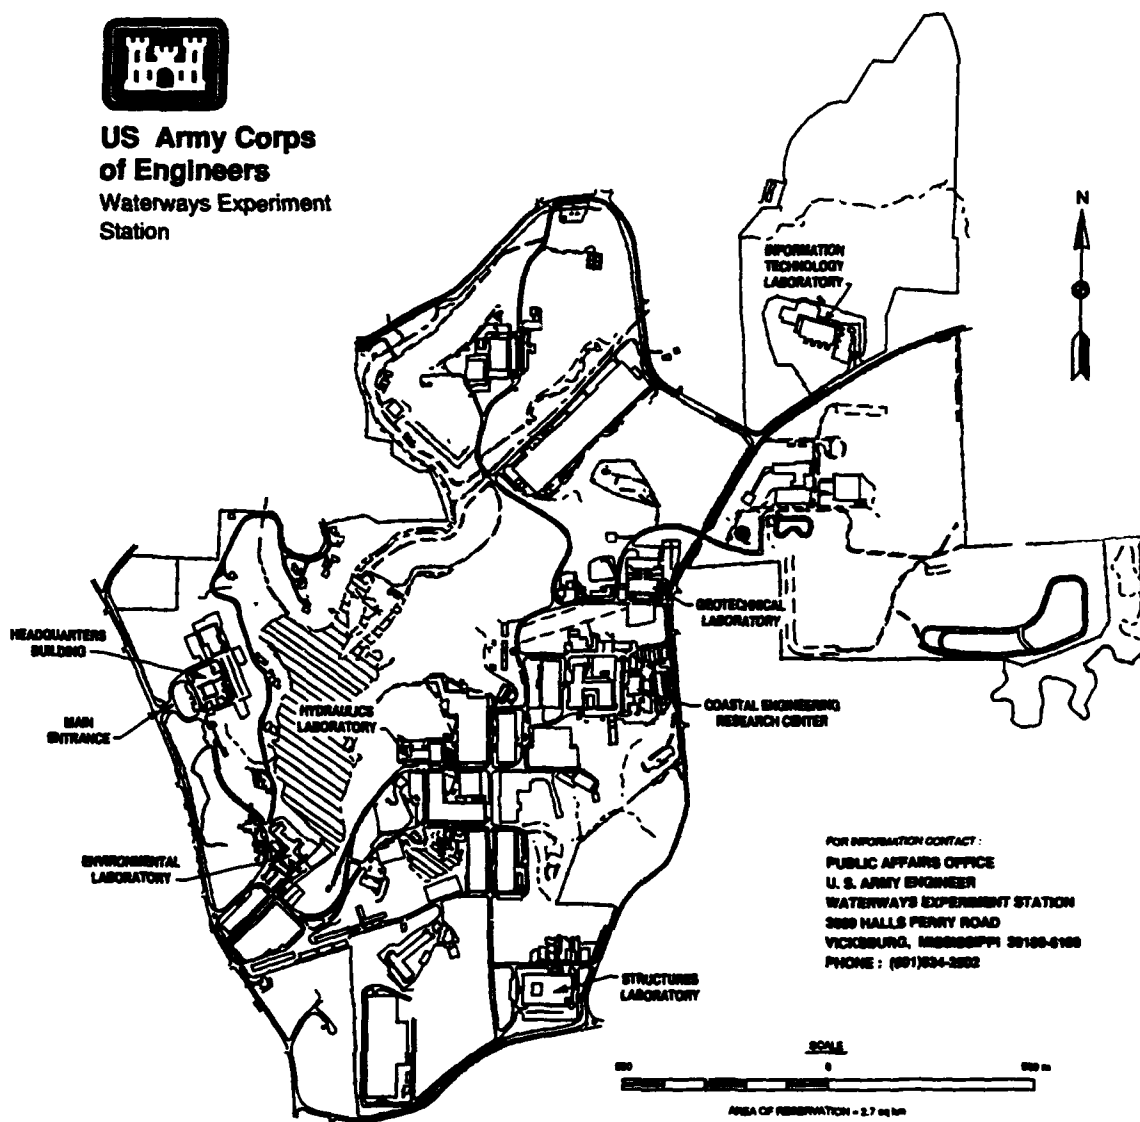 US Army Corps
of Engineers
Waterways Experiment
Station
N
INFORMATION
TECHNOLOGY
LABORATORY
HEADQUARTERS
BUILDING
MAIN
ENTRANCE
HYDRAULICS
LABORATORY
GEOTECHNICAL
LABORATORY
COASTAL ENGINEERING
RESEARCH CENTER
ENVIRONMENTAL
LABORATORY
STRUCTURES
LABORATORY
FOR INFORMATION CONTACT :
PUBLIC AFFAIRS OFFICE
U. S. ARMY ENGINEER
WATERWAYS EXPERIMENT STATION
HALLS FERRY ROAD
VICKSBURG, MISSISSIPPI
PHONE :
SCALE
0
m
AREA OF RESERVATION = 2.7 sq km